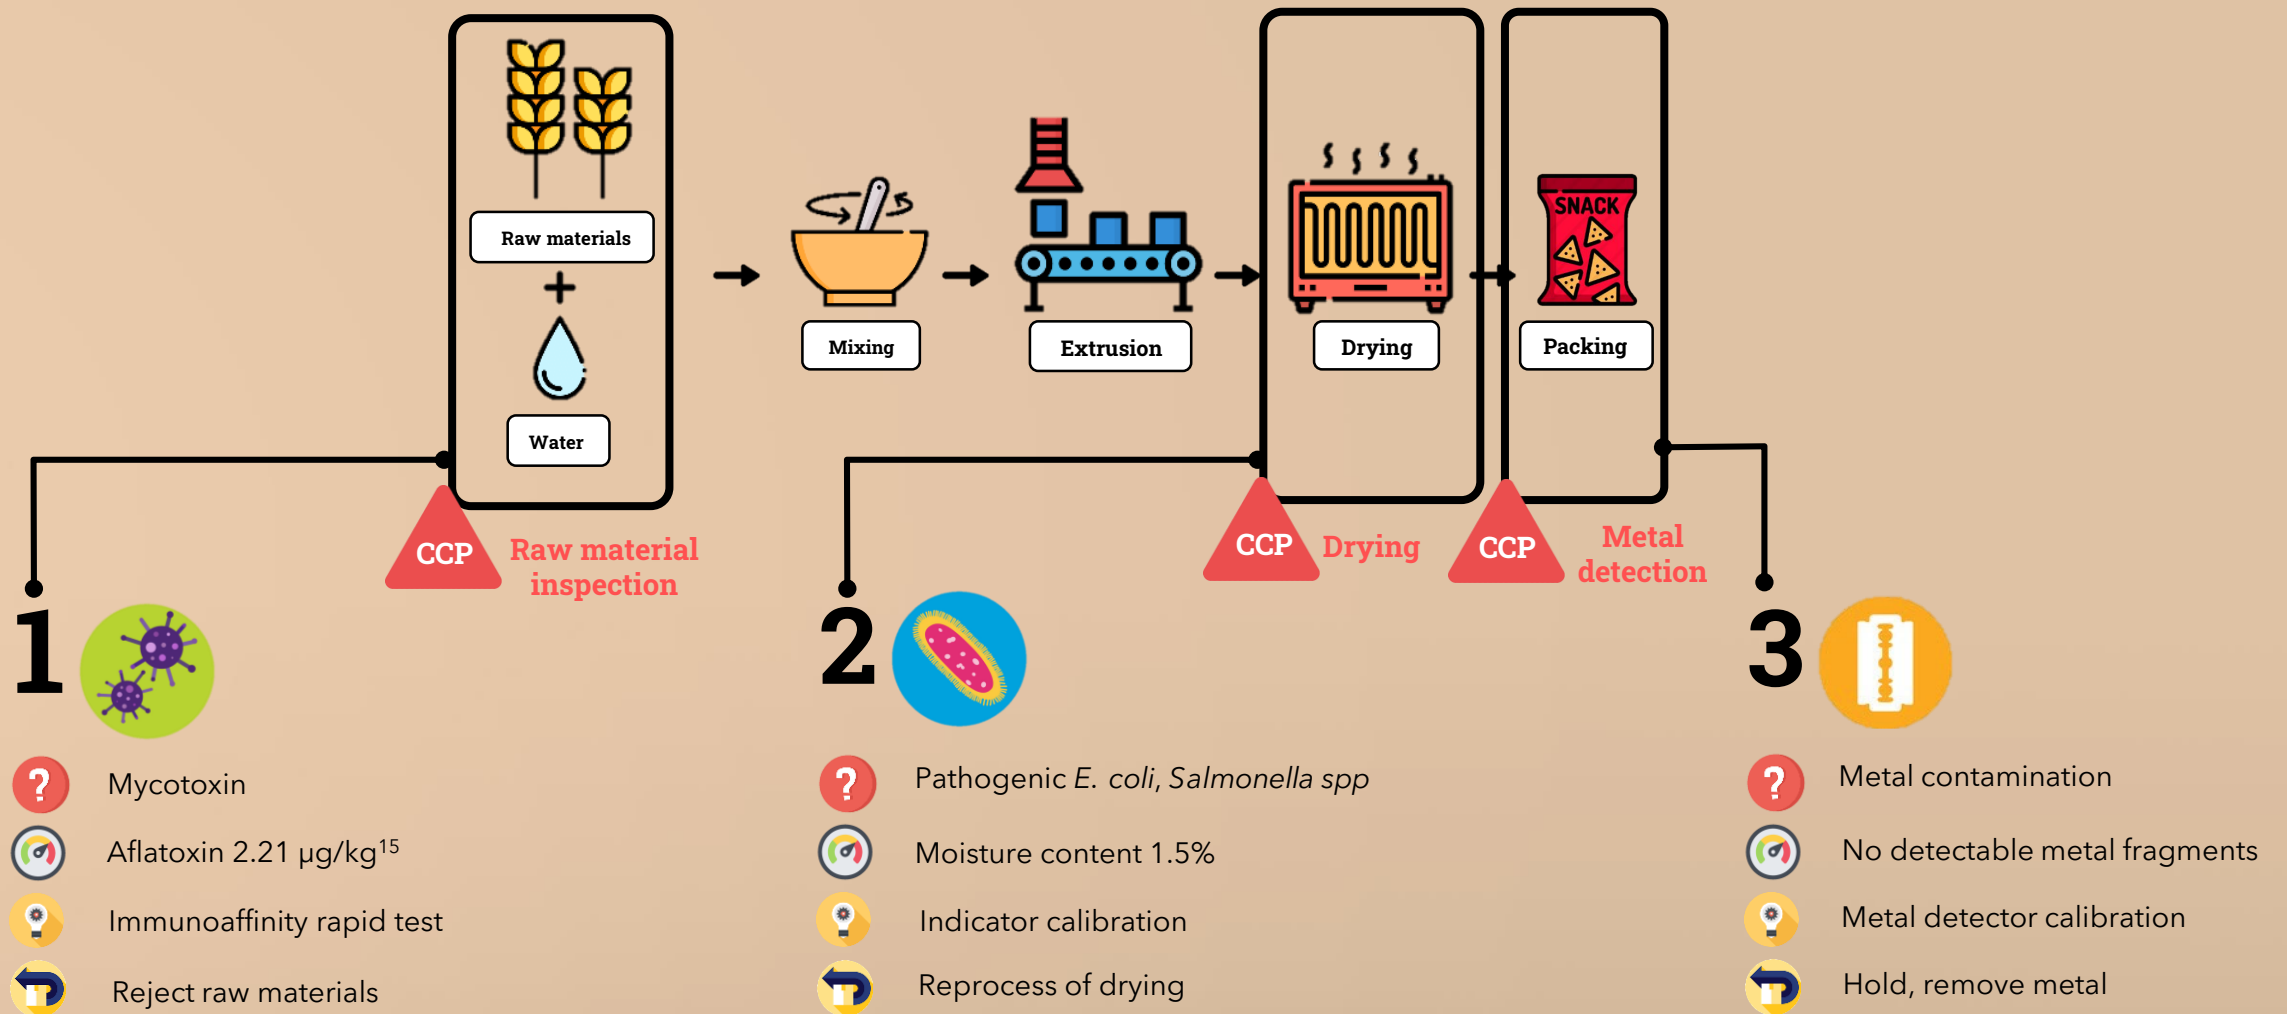 SNACK
Raw materials
Water
Mixing
Extrusion
Drying
Packing
CCP
Raw material
inspection
CCP
Drying
CCP
Metal
detection
1
?
Mycotoxin
Aflatoxin 2.21 µg/kg¹⁵
Immunoaffinity rapid test
Reject raw materials
2
?
Pathogenic E. coli, Salmonella spp
Moisture content 1.5%
Indicator calibration
Reprocess of drying
3
?
Metal contamination
No detectable metal fragments
Metal detector calibration
Hold, remove metal